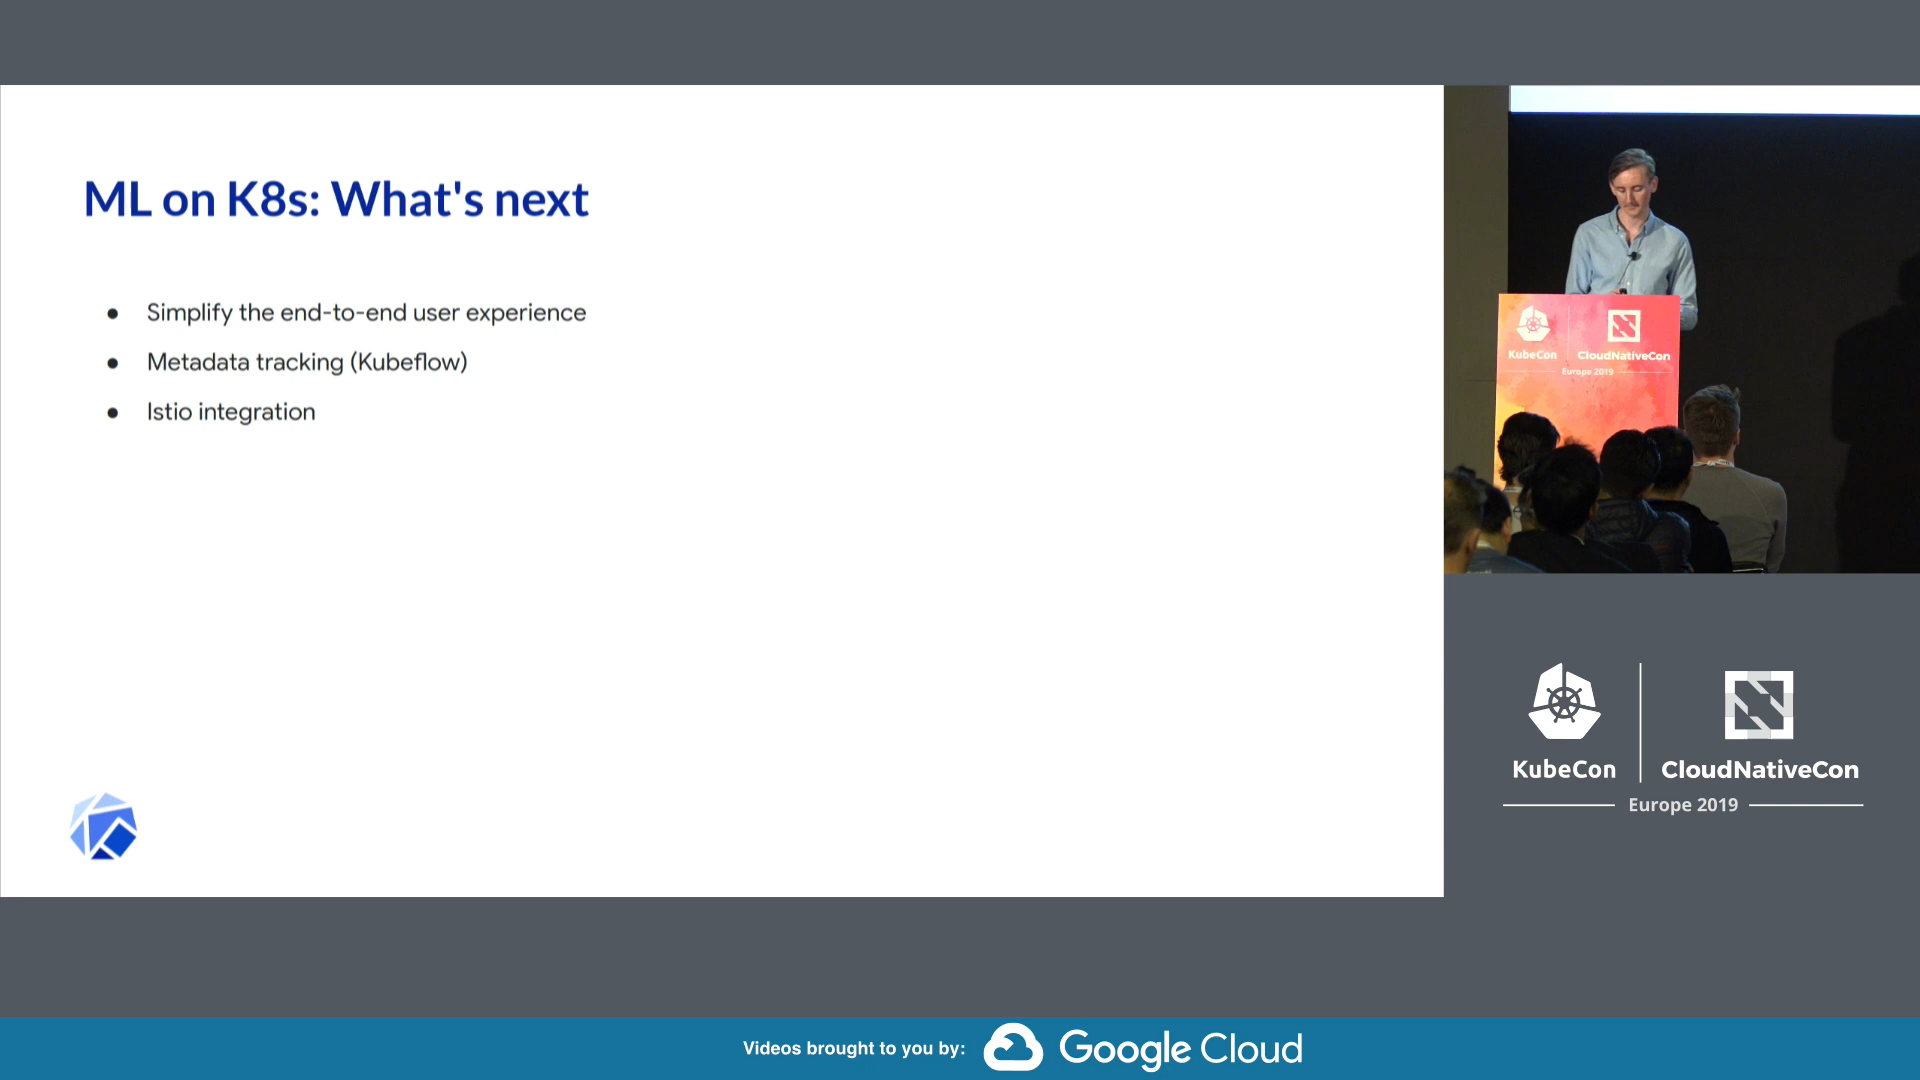 ML on K8s: What's next
● Simplify the end-to-end user experience
● Metadata tracking (Kubeflow)
● Istio integration
KubeCon
CloudNativeCon
Europe 2019
KubeCon
CloudNativeCon
Europe 2019
Videos brought to you by:
Google Cloud